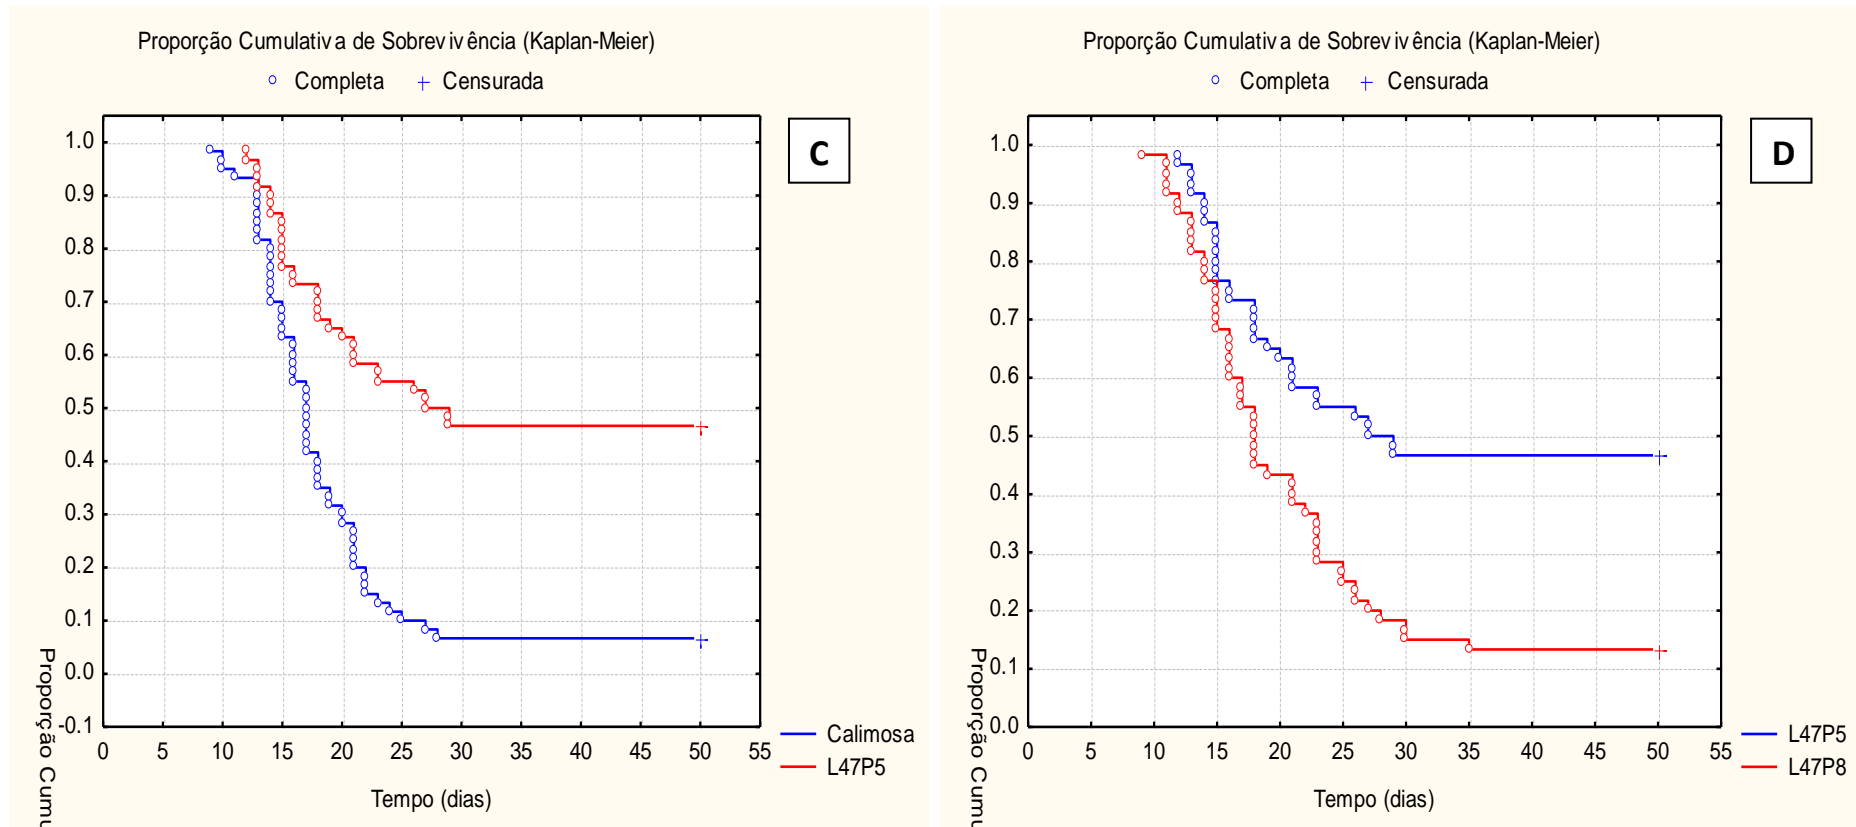 Proporção Cumulativa de Sobrevivência (Kaplan-Meier)
Completa Censurada
C
1.0
0.9
0.8
0.7
0.6
0.5
0.4
0.3
0.2
0.1
0.0
-0.1
0 5 10 15 20 25 30 35 40 45 50 55
Proporção Cumu
Tempo (dias)
Calimosa
L47P5
Proporção Cumulativa de Sobrevivência (Kaplan-Meier)
Completa Censurada
D
1.0
0.9
0.8
0.7
0.6
0.5
0.4
0.3
0.2
0.1
0.0
0 5 10 15 20 25 30 35 40 45 50 55
Proporção Cumu
Tempo (dias)
L47P5
L47P8